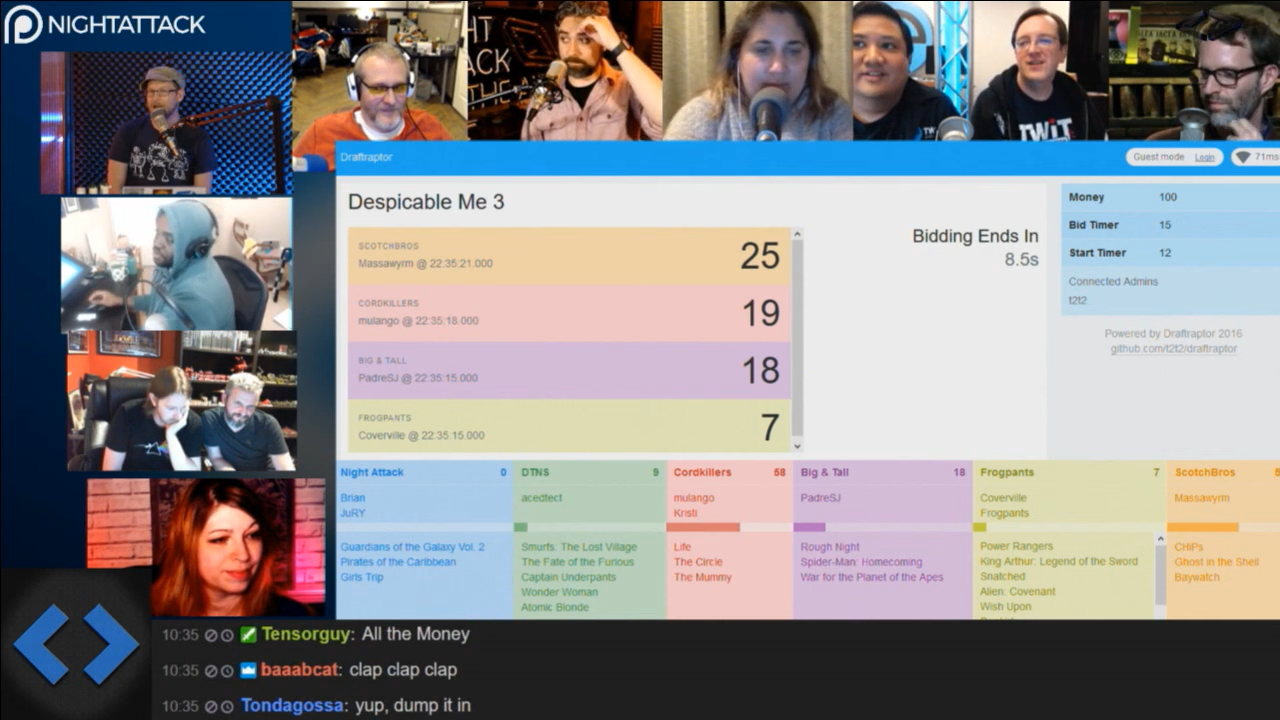 NIGHTATTACK
Draftraptor
Guest mode Login
71ms
Despicable Me 3
SCOTCHBROS
Massawyrm @ 22:35:21.000
25
CORDKILLERS
mulango @ 22:35:18.000
19
BIG & TALL
PadreSJ @ 22:35:15.000
18
FROGPANTS
Coverville @ 22:35:15.000
7
Bidding Ends In
8.5s
Money 100
Bid Timer 15
Start Timer 12
Connected Admins
t2t2
Powered by Draftraptor 2016
github.com/t2t2/draftraptor
Night Attack 0
Brian
JuRY
Guardians of the Galaxy Vol. 2
Pirates of the Caribbean
Girls Trip
DTNS 9
acedtect
Smurfs: The Lost Village
The Fate of the Furious
Captain Underpants
Wonder Woman
Atomic Blonde
Cordkillers 58
mulango
Kristi
Life
The Circle
The Mummy
Big & Tall 18
PadreSJ
Rough Night
Spider-Man: Homecoming
War for the Planet of the Apes
Frogpants 7
Coverville
Frogpants
Power Rangers
King Arthur: Legend of the Sword
Snatched
Alien: Covenant
Wish Upon
ScotchBros
Massawyrm
CHiPs
Ghost in the Shell
Baywatch
10:35 Tensorguy: All the Money
10:35 baaabcat: clap clap clap
10:35 Tondagossa: yup, dump it in